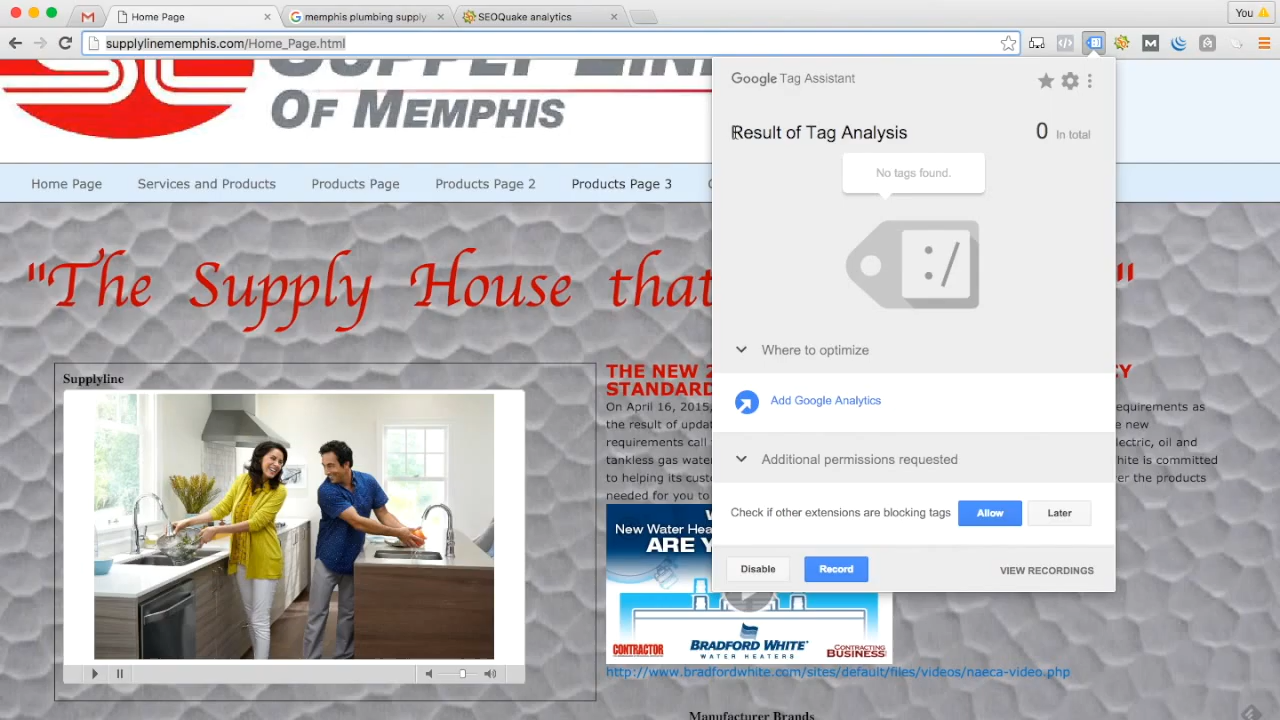 Home Page
memphis plumbing supply
SEOQuake analytics
You
supplylinememphis.com/Home_Page.html
OF MEMPHIS
Home Page
Services and Products
Products Page
Products Page 2
Products Page 3
"The Supply House that
"
Supplyline
THE NEW 2
STANDARD
On April 16, 2015,
equirements as
the result of updat
e new
requirements call
lectric, oil and
tankless gas water
hite is committed
to helping its custo
er the products
needed for you to
New Water Hea
ARE Y
CONTRACTOR
BRADFORD WHITE
WATER HEATERS
CONTRACTING
BUSINESS
http://www.bradfordwhite.com/sites/default/files/videos/naeca-video.php
Manufacturer Brands
Google Tag Assistant
Result of Tag Analysis
0 In total
No tags found.
Where to optimize
Add Google Analytics
Additional permissions requested
Check if other extensions are blocking tags
Allow
Later
Disable
Record
VIEW RECORDINGS